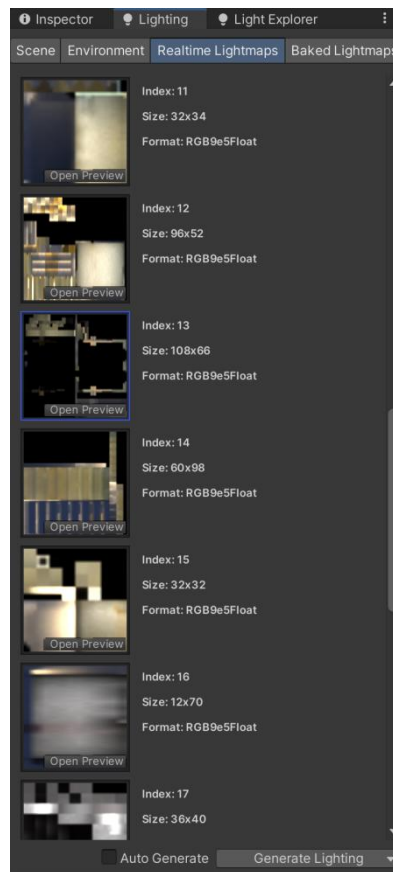 Inspector Lighting Light Explorer
Scene Environment Realtime Lightmaps Baked Lightmaps
Index: 11
Size: 32x34
Format: RGB9e5Float
Open Preview
Index: 12
Size: 96x52
Format: RGB9e5Float
Open Preview
Index: 13
Size: 108x66
Format: RGB9e5Float
Open Preview
Index: 14
Size: 60x98
Format: RGB9e5Float
Open Preview
Index: 15
Size: 32x32
Format: RGB9e5Float
Open Preview
Index: 16
Size: 12x70
Format: RGB9e5Float
Open Preview
Index: 17
Size: 36x40
Auto Generate Generate Lighting